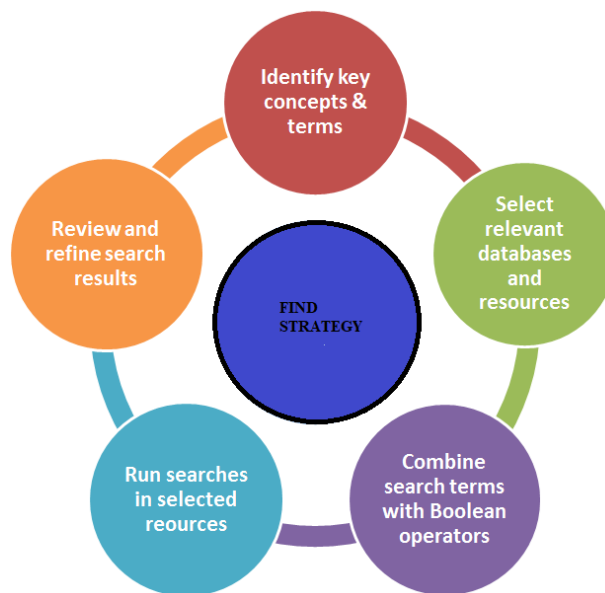 Identify key
concepts &
terms
Select
relevant
databases
and
resources
Combine
search terms
with Boolean
operators
Run searches
in selected
reources
Review and
refine search
results
FIND
STRATEGY